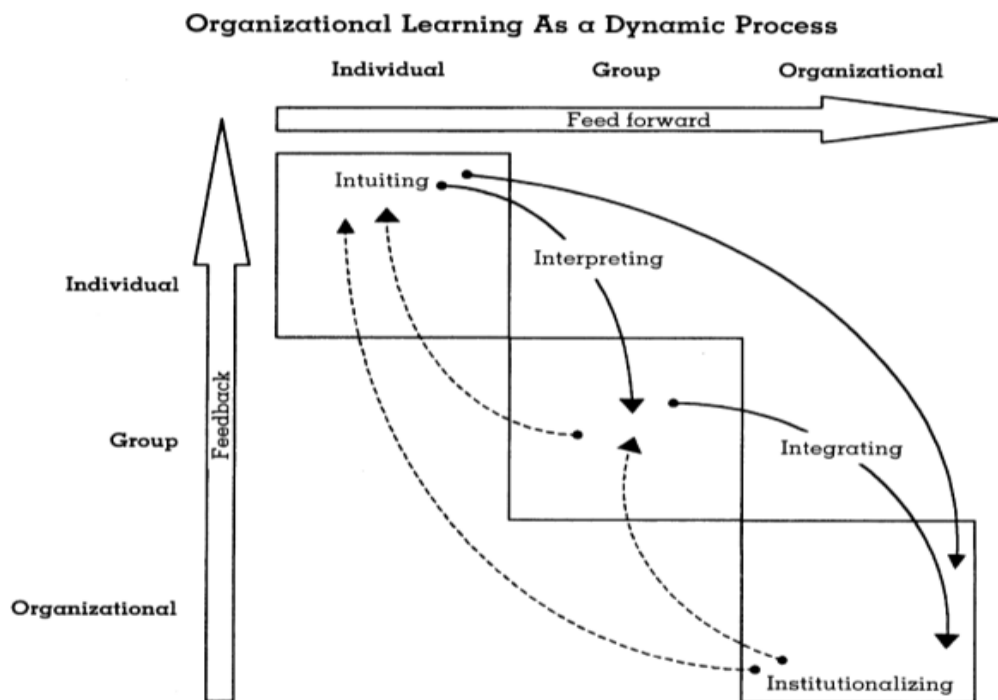 Organizational Learning As a Dynamic Process
Individual Group Organizational
Feed forward
Intuiting
Interpreting
Individual
Feedback
Group
Integrating
Organizational
Institutionalizing